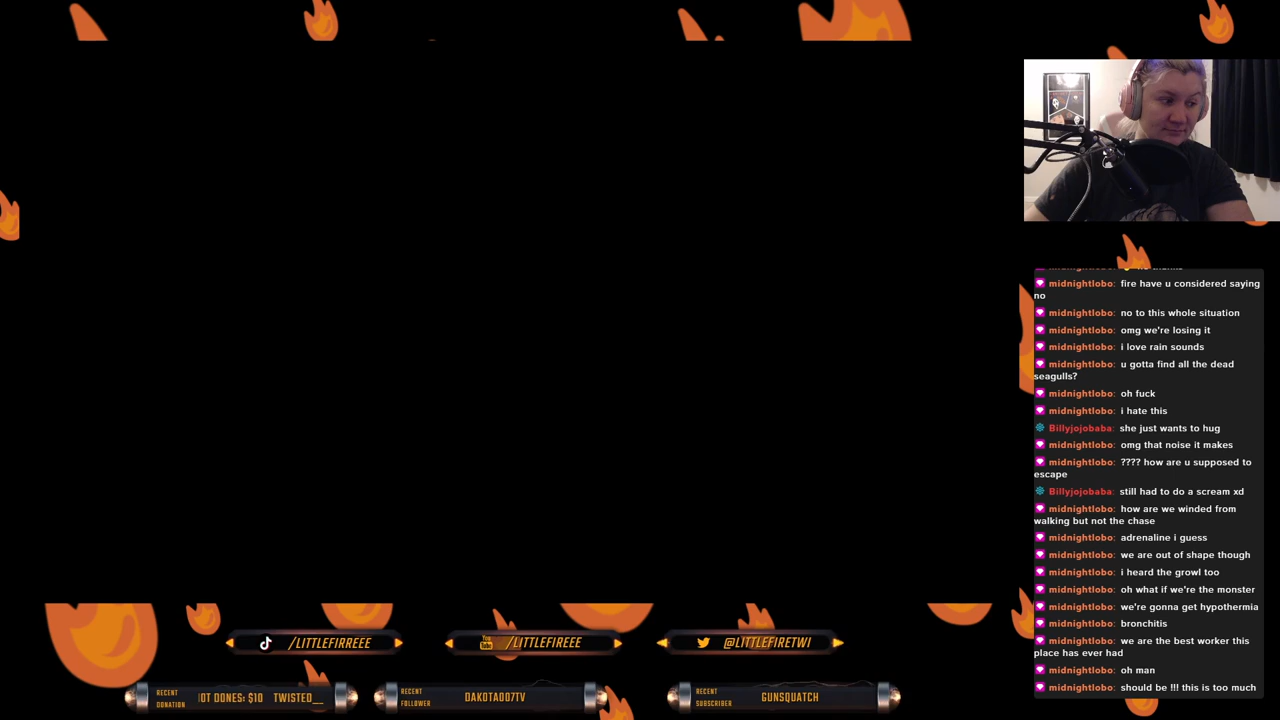 midnightlobo: fire have u considered saying
no
midnightlobo: no to this whole situation
midnightlobo: omg we're losing it
midnightlobo: i love rain sounds
midnightlobo: u gotta find all the dead
seagulls?
midnightlobo: oh fuck
midnightlobo: i hate this
Billyjojobaba: she just wants to hug
midnightlobo: omg that noise it makes
midnightlobo: ???? how are u supposed to
escape
Billyjojobaba: still had to do a scream xd
midnightlobo: how are we winded from
walking but not the chase
midnightlobo: adrenaline i guess
midnightlobo: we are out of shape though
midnightlobo: i heard the growl too
midnightlobo: oh what if we're the monster
midnightlobo: we're gonna get hypothermia
midnightlobo: bronchitis
midnightlobo: we are the best worker this
place has ever had
midnightlobo: oh man
midnightlobo: should be !!! this is too much
/LITTLEFIRREEE
You Tube /LITTLEFIREEE
@LITTLEFIRETWI
RECENT DONATION OT DONES: $10 TWISTED__
RECENT FOLLOWER DAKOTA007TV
RECENT SUBSCRIBER GUNSQUATCH